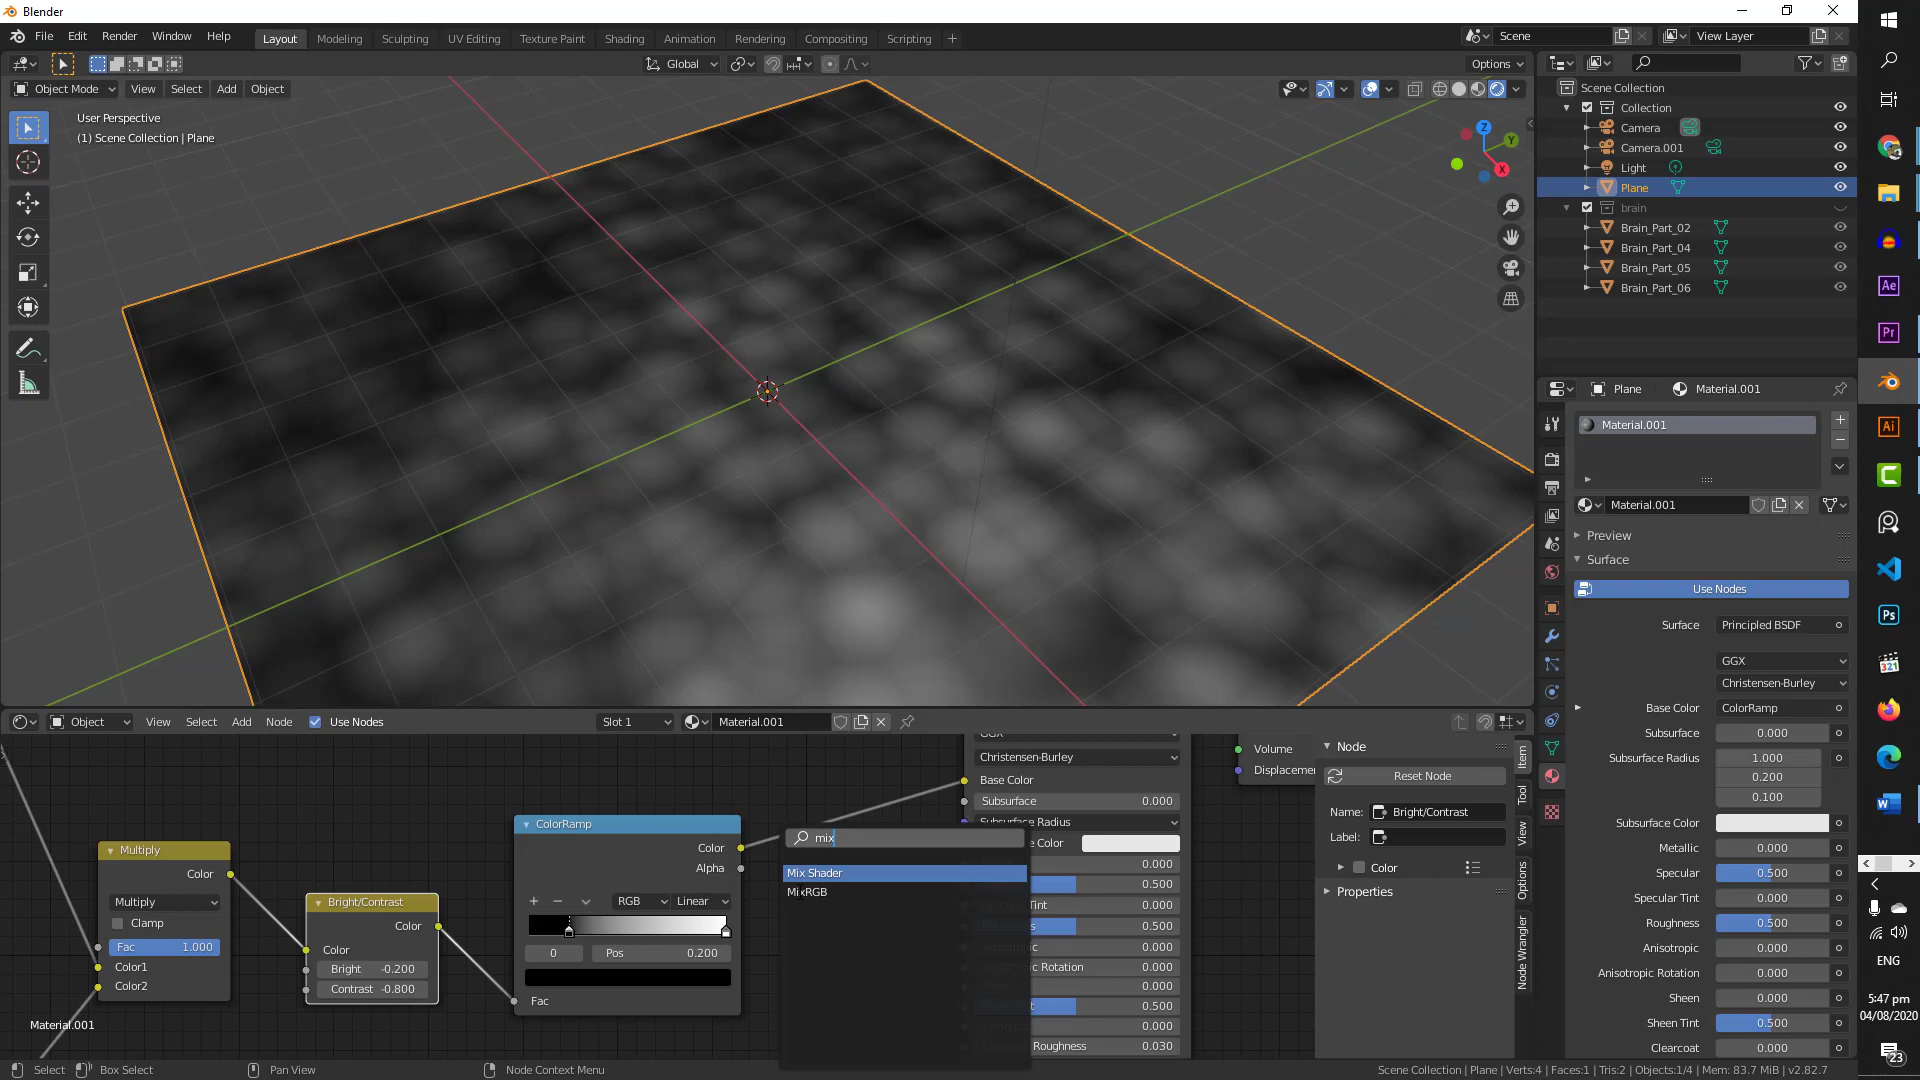 Blender
File Edit Render Window Help
Layout Modeling Sculpting UV Editing Texture Paint Shading Animation Rendering Compositing Scripting
Scene
View Layer
Global
Options
Object Mode View Select Add Object
User Perspective
(1) Scene Collection | Plane
Z
Y
X
Scene Collection
Collection
Camera
Camera.001
Light
Plane
brain
Brain_Part_02
Brain_Part_04
Brain_Part_05
Brain_Part_06
Plane Material.001
Material.001
Material.001
Preview
Surface
Use Nodes
Surface Principled BSDF
GGX
Christensen-Burley
Base Color ColorRamp
Subsurface 0.000
Subsurface Radius 1.000
0.200
0.100
Subsurface Color
Metallic 0.000
Specular 0.500
Specular Tint 0.000
Roughness 0.500
Anisotropic 0.000
Anisotropic Rotation 0.000
Sheen 0.000
Sheen Tint 0.500
Clearcoat 0.000
Object View Select Add Node Use Nodes
Slot 1
Material.001
Multiply
Color
Multiply
Clamp
Fac 1.000
Color1
Color2
Material.001
Bright/Contrast
Color
Color
Bright -0.200
Contrast -0.800
ColorRamp
Color
Alpha
RGB
Linear
0
Pos 0.200
Fac
mix
Mix Shader
MixRGB
Christensen-Burley
Base Color
Subsurface 0.000
Subsurface Radius
Color
0.000
0.500
Tint 0.000
0.500
0.000
Rotation 0.000
0.000
0.500
0.000
Roughness 0.030
Volume
Displacemen
Node
Reset Node
Name: Bright/Contrast
Label:
Color
Properties
Item
Tool
View
Options
Node Wrangler
Select
Box Select
Pan View
Node Context Menu
Scene Collection | Plane | Verts:4 | Faces:1 | Tris:2 | Objects:1/4 | Mem: 83.7 MiB | v2.82.7
Ae
Pr
Ai
Ps
321
W
ENG
5:47 pm
04/08/2020
23